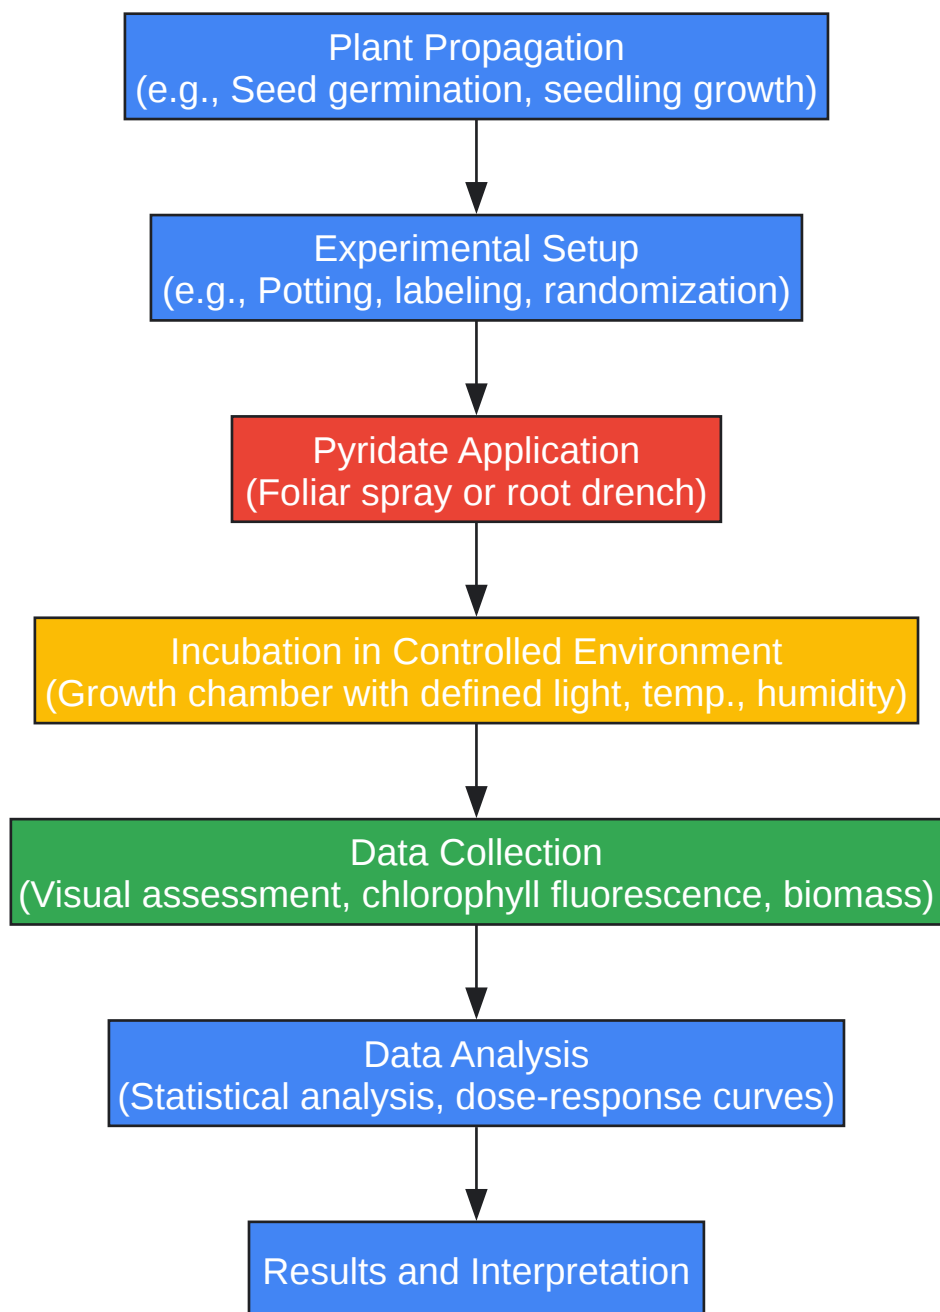 Plant Propagation
(e.g., Seed germination, seedling growth)
Experimental Setup
(e.g., Potting, labeling, randomization)
Pyridate Application
(Foliar spray or root drench)
Incubation in Controlled Environment
(Growth chamber with defined light, temp., humidity)
Data Collection
(Visual assessment, chlorophyll fluorescence, biomass)
Data Analysis
(Statistical analysis, dose-response curves)
Results and Interpretation